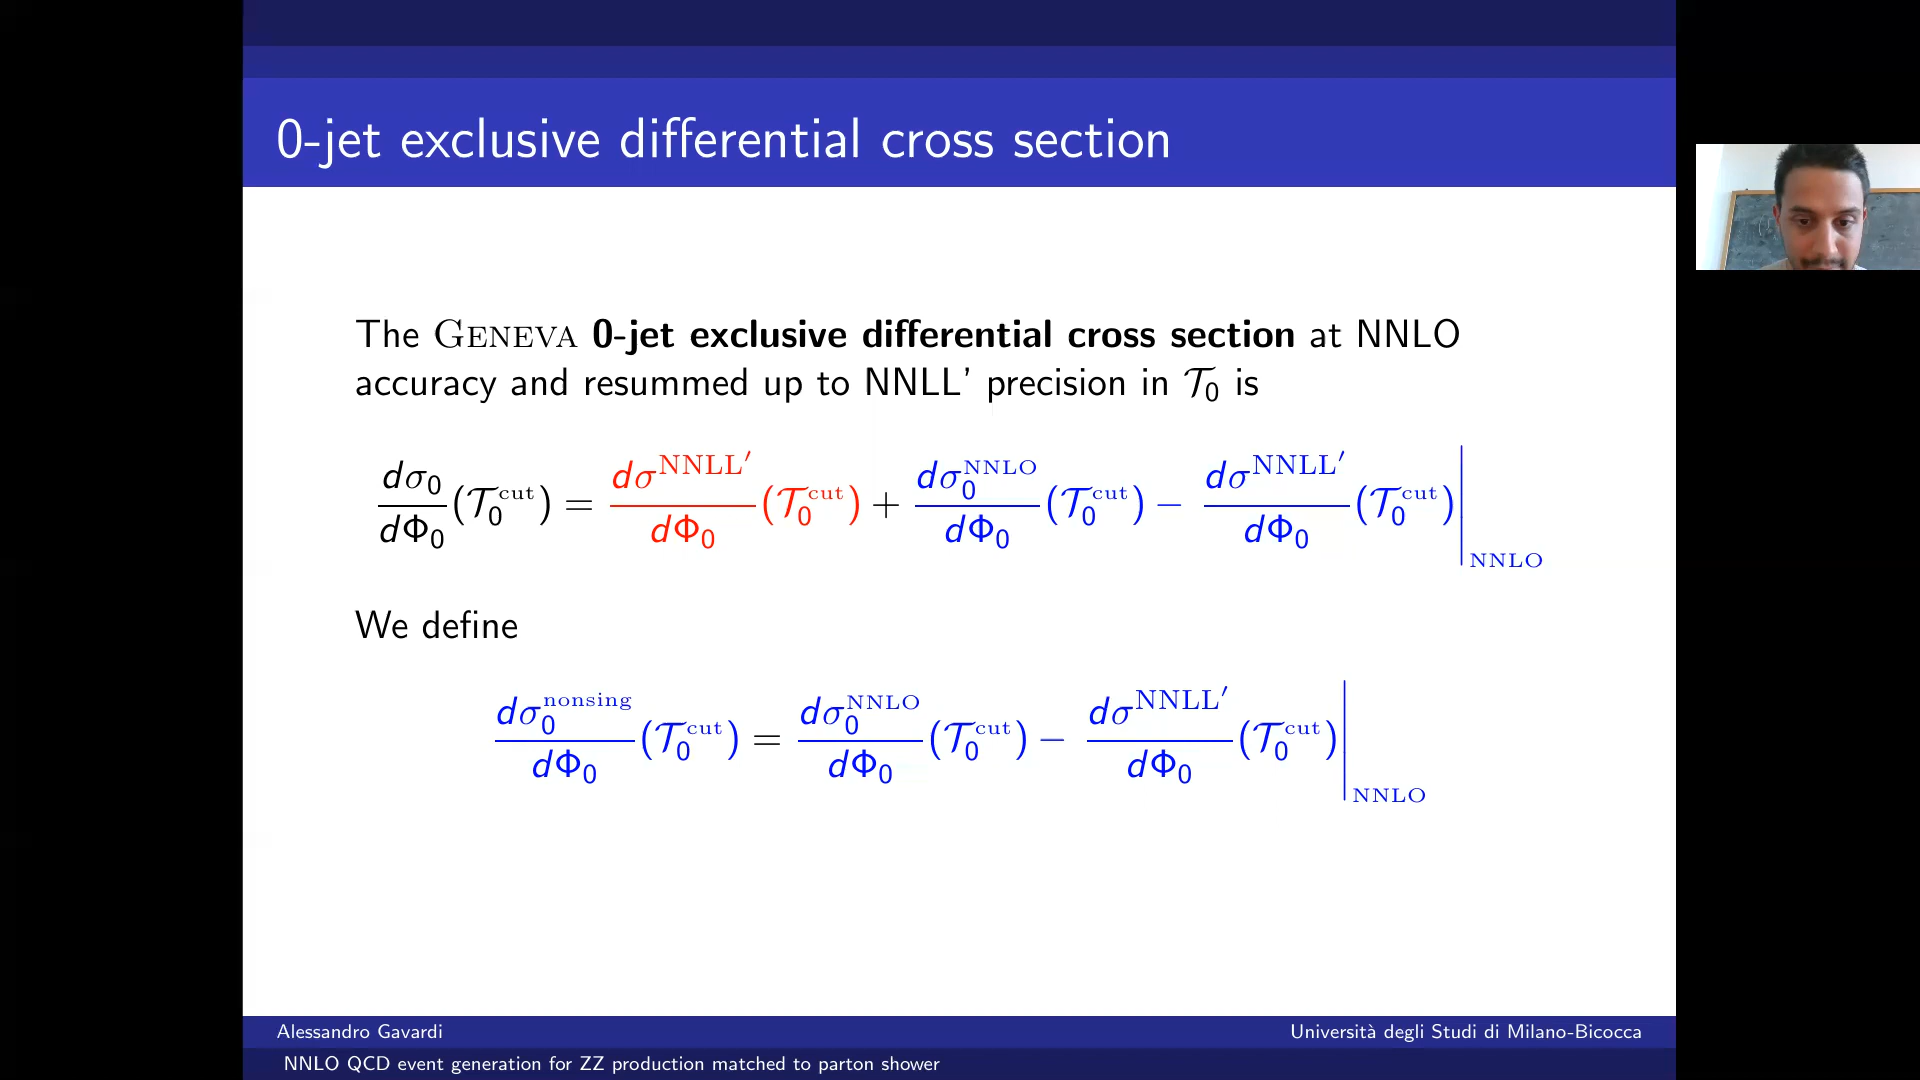 0-jet exclusive differential cross section
The GENEVA 0-jet exclusive differential cross section at NNLO
accuracy and resummed up to NNLL' precision in 𝒯₀ is
dσ₀/dΦ₀ (𝒯₀^cut) = dσ^NNLL′/dΦ₀ (𝒯₀^cut) + dσ₀^NNLO/dΦ₀ (𝒯₀^cut) − dσ^NNLL′/dΦ₀ (𝒯₀^cut)|_NNLO
We define
dσ₀^nonsing/dΦ₀ (𝒯₀^cut) = dσ₀^NNLO/dΦ₀ (𝒯₀^cut) − dσ^NNLL′/dΦ₀ (𝒯₀^cut)|_NNLO
Alessandro Gavardi
Università degli Studi di Milano-Bicocca
NNLO QCD event generation for ZZ production matched to parton shower